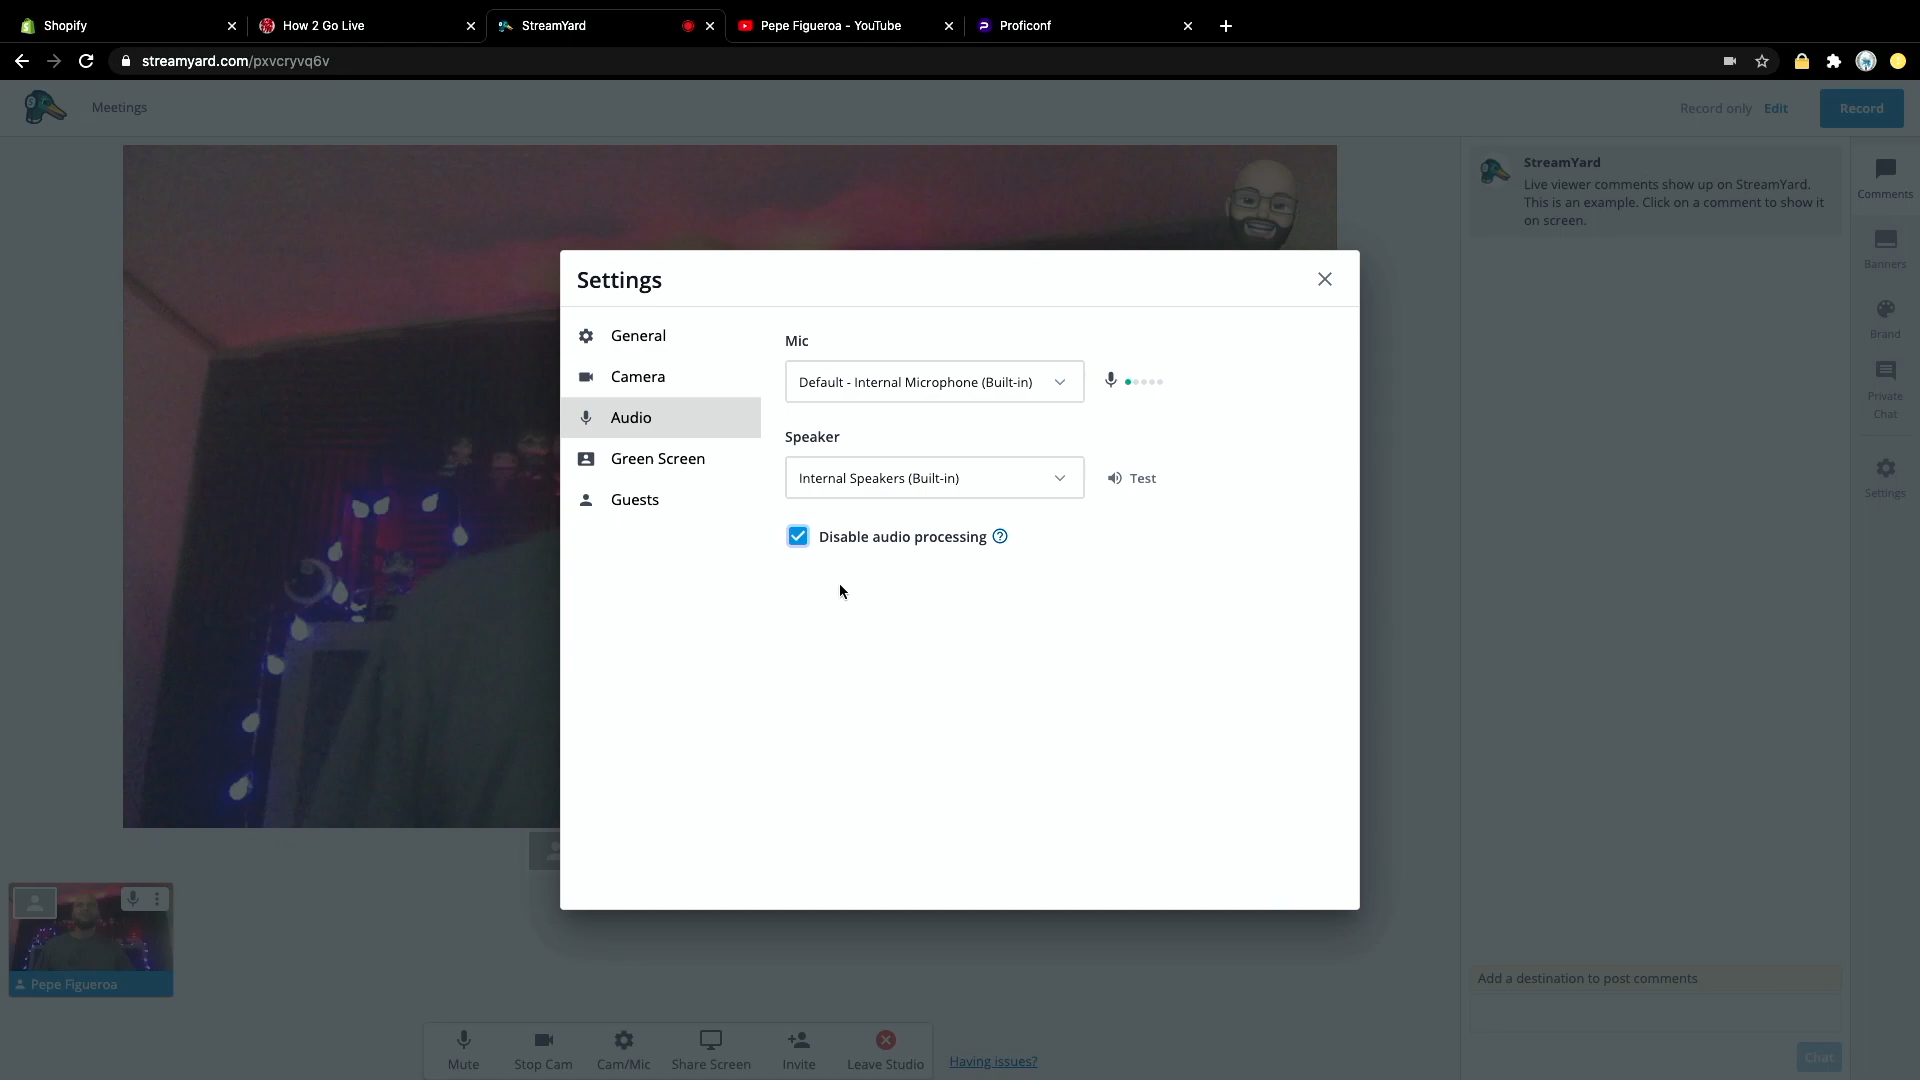 Shopify
How 2 Go Live
StreamYard
Pepe Figueroa - YouTube
Proficonf
streamyard.com/pxvcryvq6v
Meetings
Record only Edit
Record
StreamYard
Live viewer comments show up on StreamYard.
This is an example. Click on a comment to show it
on screen.
Comments
Banners
Brand
Private
Chat
Settings
Settings
General
Camera
Audio
Green Screen
Guests
Mic
Default - Internal Microphone (Built-in)
Speaker
Internal Speakers (Built-in)
Test
Disable audio processing
Pepe Figueroa
Add a destination to post comments
Chat
Mute
Stop Cam
Cam/Mic
Share Screen
Invite
Leave Studio
Having issues?